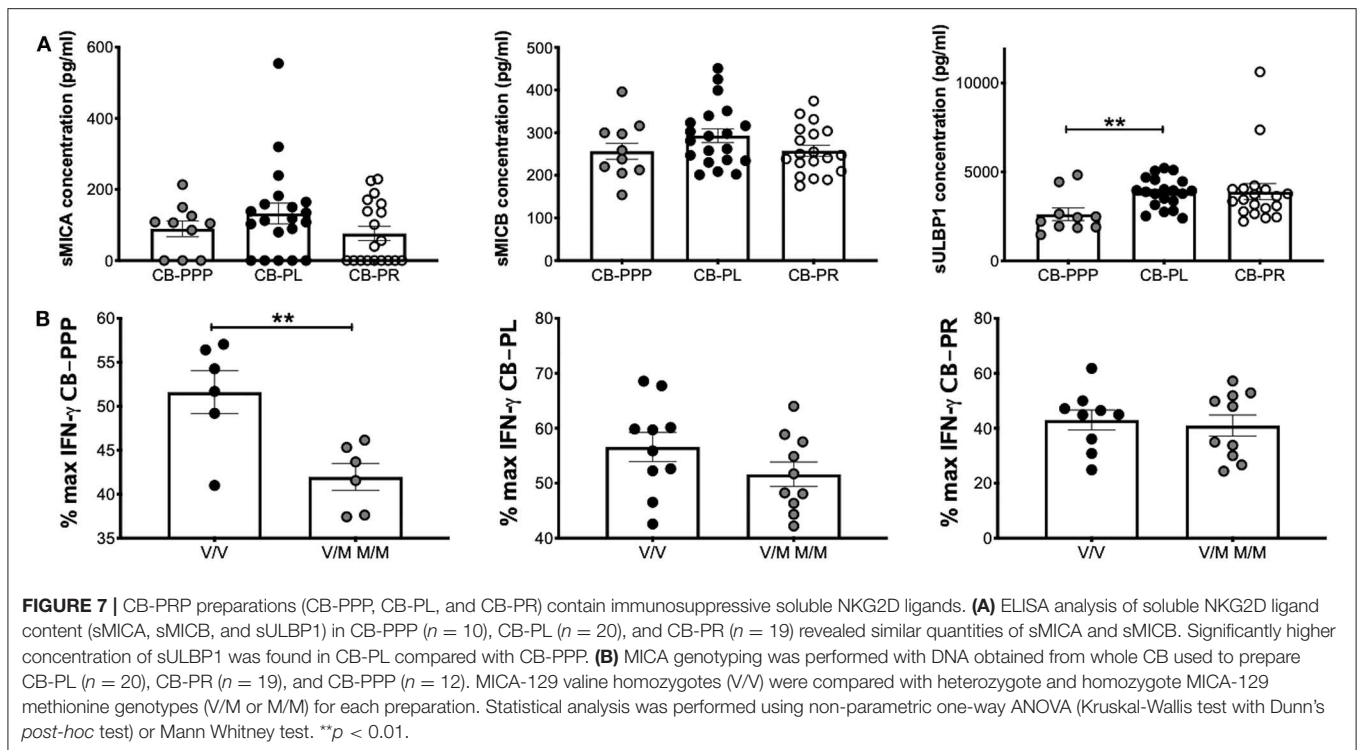 A
sMICA concentration (pg/ml)
600
400
200
0
CB-PPP CB-PL CB-PR
sMICB concentration (pg/ml)
500
400
300
200
100
0
CB-PPP CB-PL CB-PR
sULBP1 concentration (pg/ml)
10000
5000
0
**
CB-PPP CB-PL CB-PR
B
% max IFN-γ CB-PPP
60
55
50
45
40
35
**
V/V V/M M/M
% max IFN-γ CB-PL
80
70
60
50
40
V/V V/M M/M
% max IFN-γ CB-PR
80
60
40
20
0
V/V V/M M/M
FIGURE 7 | CB-PRP preparations (CB-PPP, CB-PL, and CB-PR) contain immunosuppressive soluble NKG2D ligands. (A) ELISA analysis of soluble NKG2D ligand
content (sMICA, sMICB, and sULBP1) in CB-PPP (n = 10), CB-PL (n = 20), and CB-PR (n = 19) revealed similar quantities of sMICA and sMICB. Significantly higher
concentration of sULBP1 was found in CB-PL compared with CB-PPP. (B) MICA genotyping was performed with DNA obtained from whole CB used to prepare
CB-PL (n = 20), CB-PR (n = 19), and CB-PPP (n = 12). MICA-129 valine homozygotes (V/V) were compared with heterozygote and homozygote MICA-129
methionine genotypes (V/M or M/M) for each preparation. Statistical analysis was performed using non-parametric one-way ANOVA (Kruskal-Wallis test with Dunn's
post-hoc test) or Mann Whitney test. **p < 0.01.